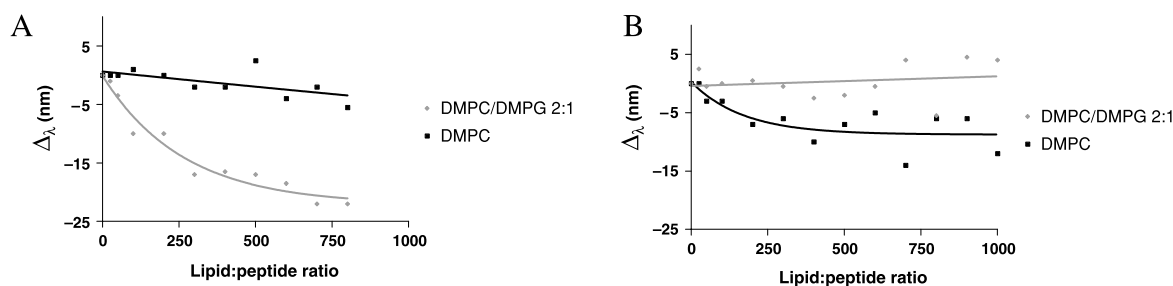 A
5
−5
−15
−25
Δλ (nm)
0 250 500 750 1000
Lipid:peptide ratio
DMPC/DMPG 2:1
DMPC
B
5
−5
−15
−25
Δλ (nm)
0 250 500 750 1000
Lipid:peptide ratio
DMPC/DMPG 2:1
DMPC